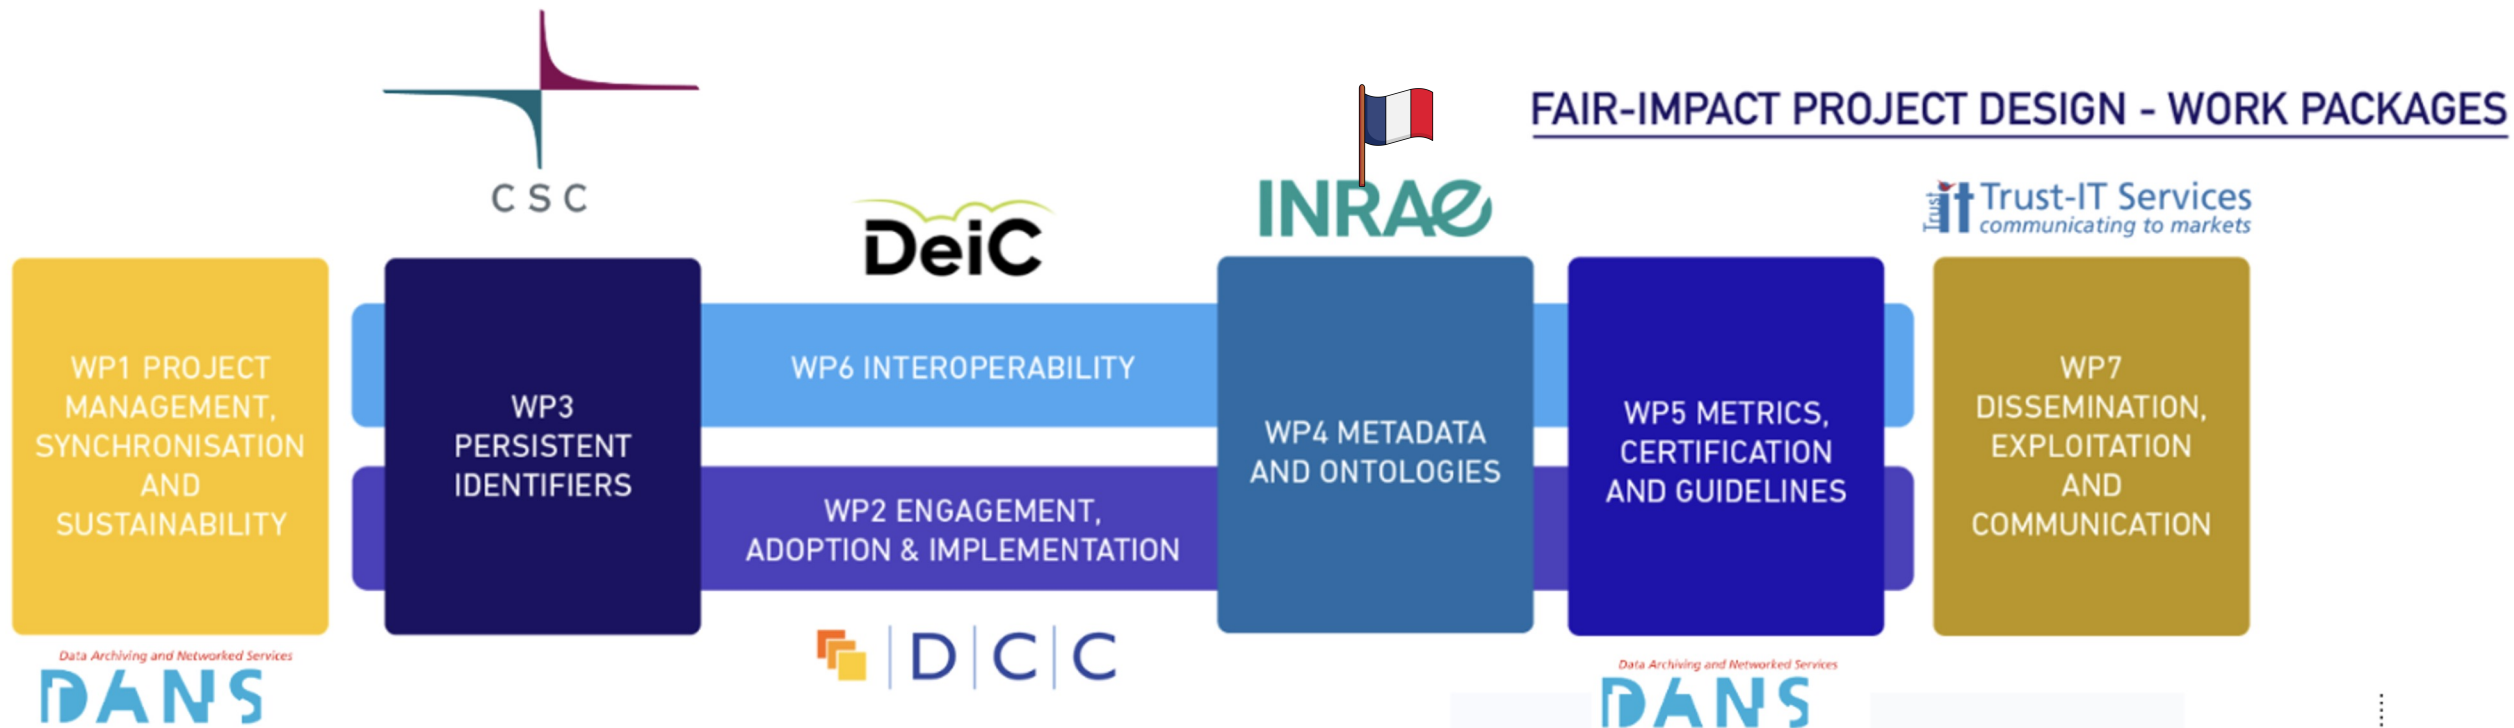 FAIR-IMPACT PROJECT DESIGN - WORK PACKAGES
CSC
DeiC
INRAE
Trust-IT Services
communicating to markets
WP1 PROJECT
MANAGEMENT,
SYNCHRONISATION
AND
SUSTAINABILITY
WP3
PERSISTENT
IDENTIFIERS
WP6 INTEROPERABILITY
WP2 ENGAGEMENT,
ADOPTION & IMPLEMENTATION
WP4 METADATA
AND ONTOLOGIES
WP5 METRICS,
CERTIFICATION
AND GUIDELINES
WP7
DISSEMINATION,
EXPLOITATION
AND
COMMUNICATION
Data Archiving and Networked Services
DANS
D|C|C
Data Archiving and Networked Services
DANS
Trust
it